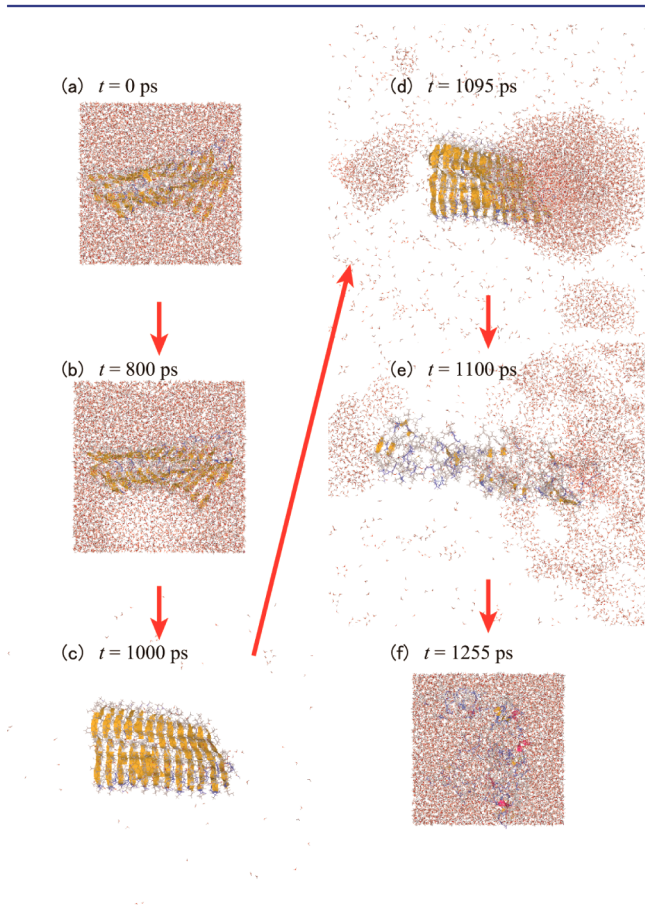 (a) t = 0 ps
(b) t = 800 ps
(c) t = 1000 ps
(d) t = 1095 ps
(e) t = 1100 ps
(f) t = 1255 ps